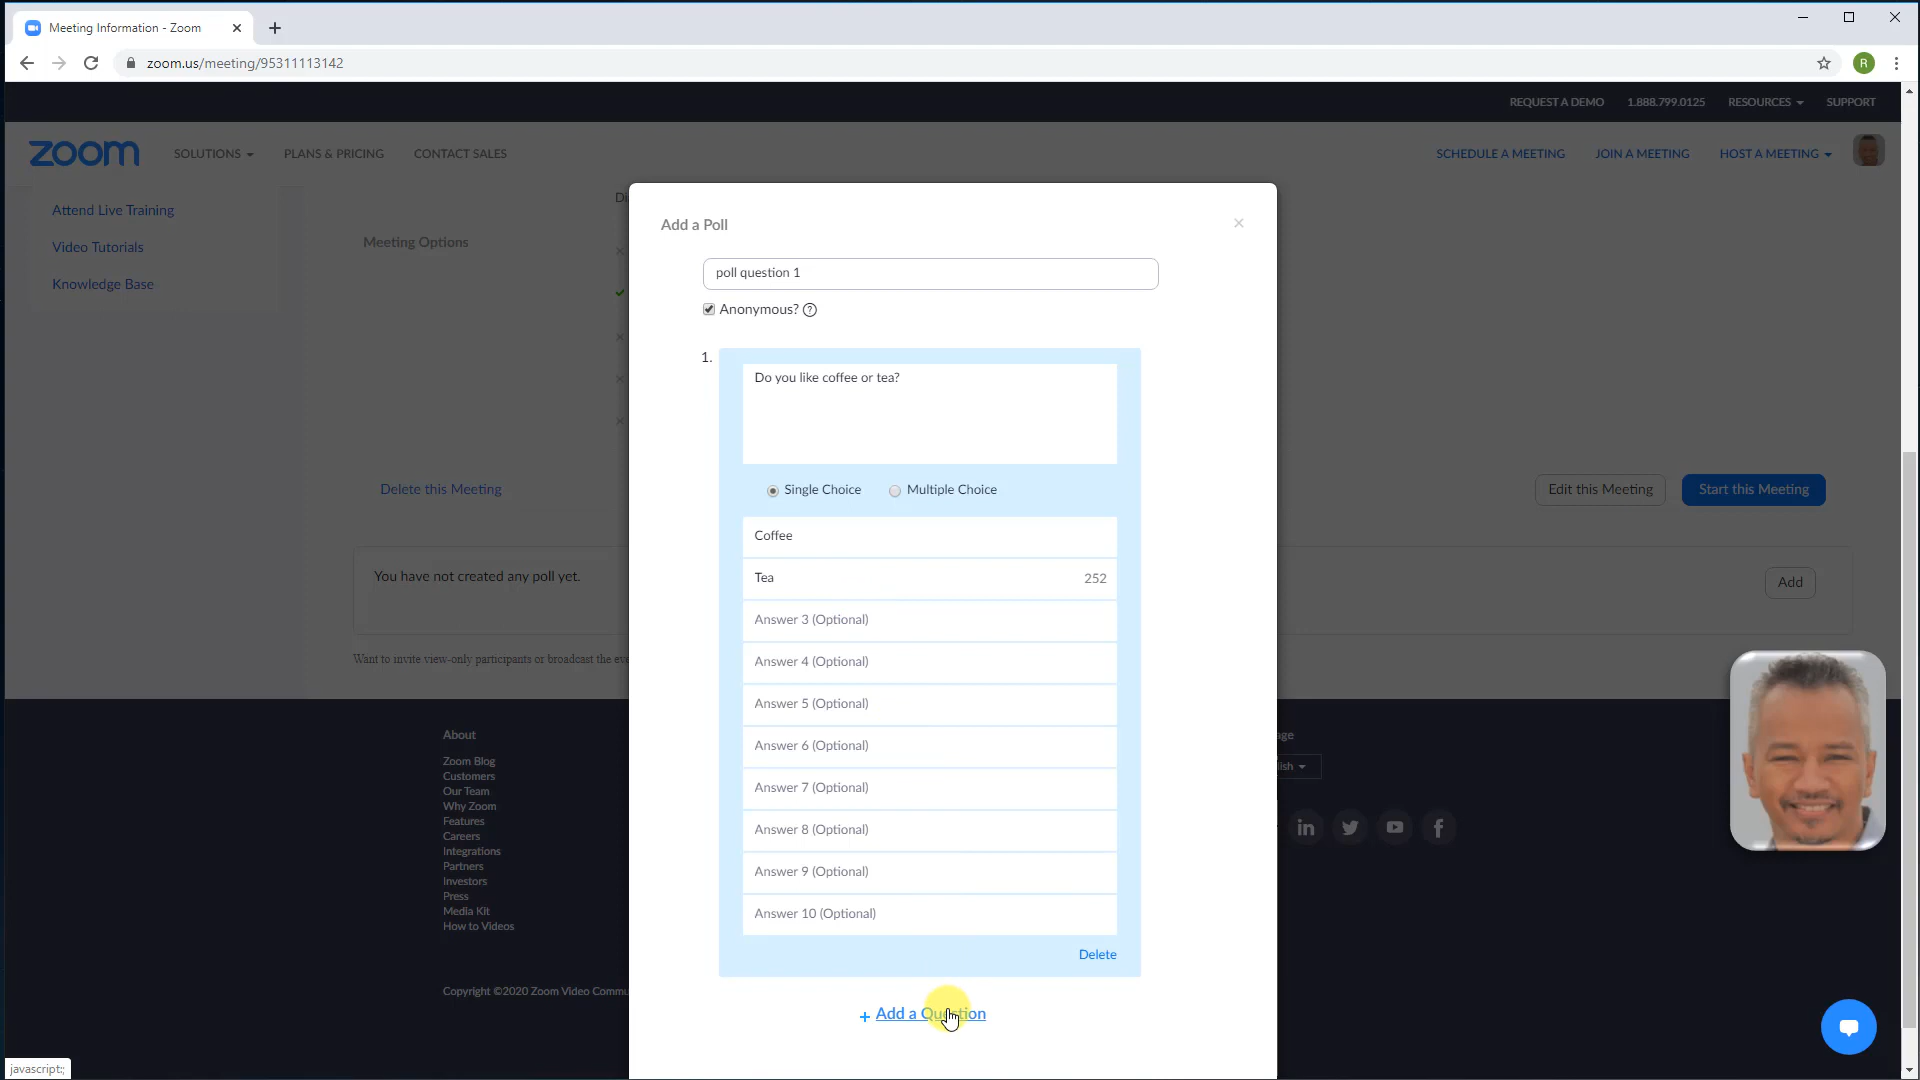 Meeting Information - Zoom
zoom.us/meeting/95311113142
R
REQUEST A DEMO
1.888.799.0125
RESOURCES
SUPPORT
zoom
SOLUTIONS
PLANS & PRICING
CONTACT SALES
SCHEDULE A MEETING
JOIN A MEETING
HOST A MEETING
Attend Live Training
Video Tutorials
Knowledge Base
Meeting Options
Di
Delete this Meeting
Edit this Meeting
Start this Meeting
You have not created any poll yet.
Add
Want to invite view-only participants or broadcast the eve
Add a Poll
poll question 1
Anonymous?
1.
Do you like coffee or tea?
Single Choice
Multiple Choice
Coffee
Tea
252
Answer 3 (Optional)
Answer 4 (Optional)
Answer 5 (Optional)
Answer 6 (Optional)
Answer 7 (Optional)
Answer 8 (Optional)
Answer 9 (Optional)
Answer 10 (Optional)
Delete
+ Add a Question
About
Zoom Blog
Customers
Our Team
Why Zoom
Features
Careers
Integrations
Partners
Investors
Press
Media Kit
How to Videos
age
lish
Copyright ©2020 Zoom Video Commu
javascript:;